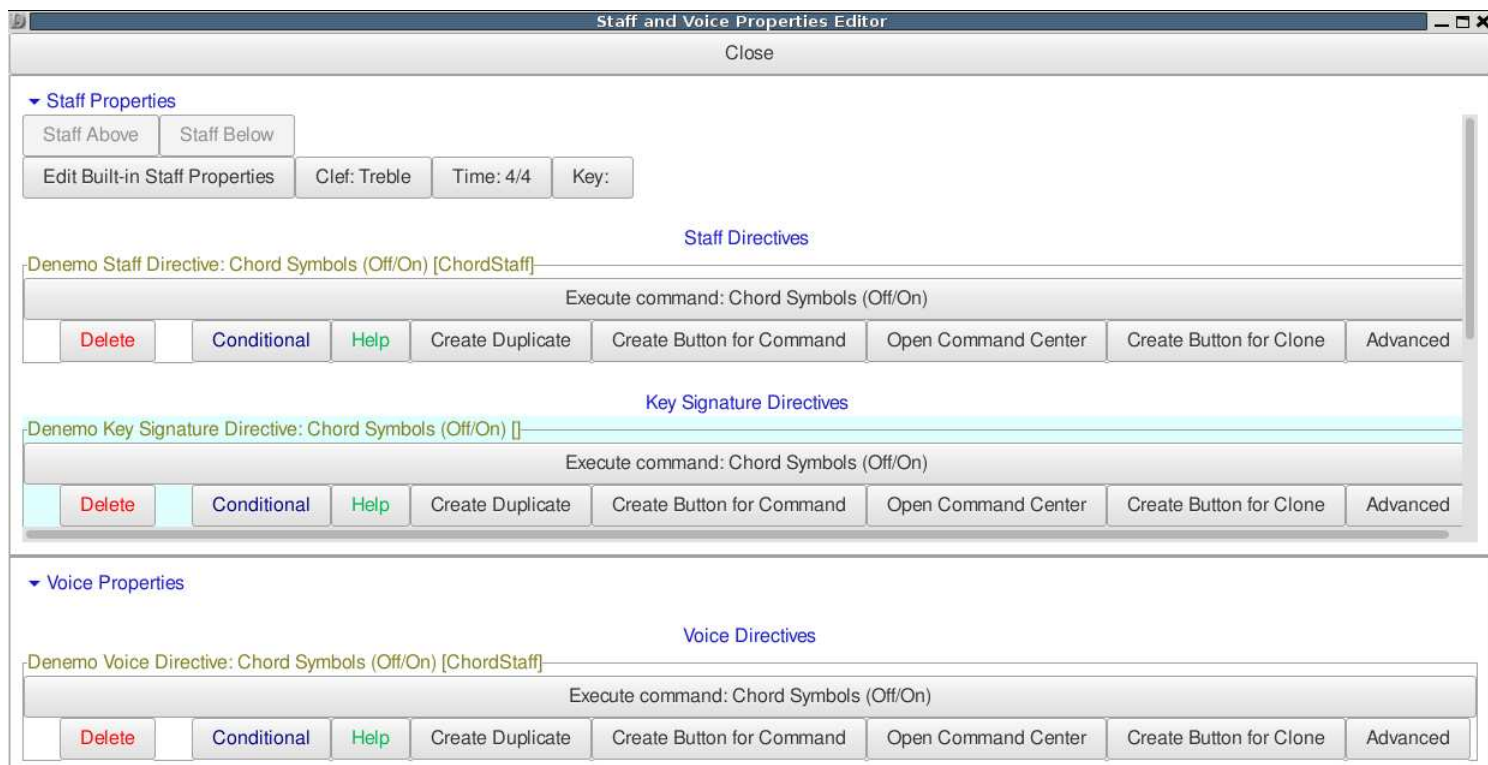 Staff and Voice Properties Editor
Close
Staff Properties
Staff Above Staff Below
Edit Built-in Staff Properties Clef: Treble Time: 4/4 Key:
Staff Directives
Denemo Staff Directive: Chord Symbols (Off/On) [ChordStaff]
Execute command: Chord Symbols (Off/On)
Delete Conditional Help Create Duplicate Create Button for Command Open Command Center Create Button for Clone Advanced
Key Signature Directives
Denemo Key Signature Directive: Chord Symbols (Off/On) []
Execute command: Chord Symbols (Off/On)
Delete Conditional Help Create Duplicate Create Button for Command Open Command Center Create Button for Clone Advanced
Voice Properties
Voice Directives
Denemo Voice Directive: Chord Symbols (Off/On) [ChordStaff]
Execute command: Chord Symbols (Off/On)
Delete Conditional Help Create Duplicate Create Button for Command Open Command Center Create Button for Clone Advanced